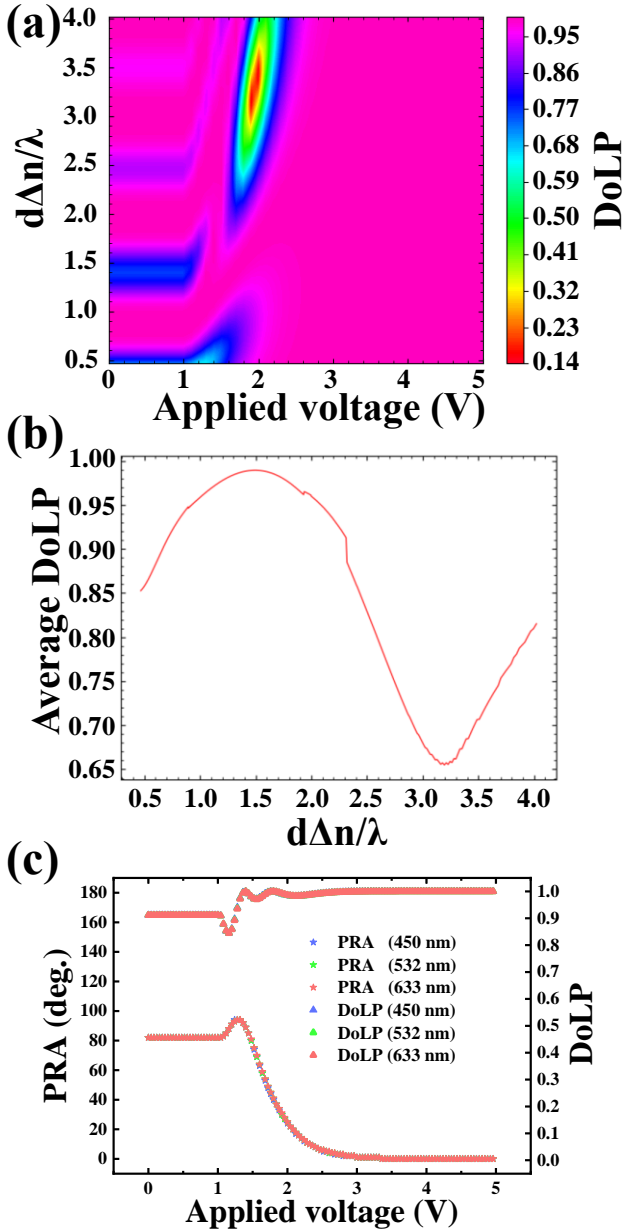 (a)
4.0
3.5
3.0
2.5
2.0
1.5
1.0
0.5
dΔn/λ
0 1 2 3 4 5
Applied voltage (V)
0.95
0.86
0.77
0.68
0.59
0.50
0.41
0.32
0.23
0.14
DoLP
(b)
1.00
0.95
0.90
0.85
0.80
0.75
0.70
0.65
Average DoLP
0.5 1.0 1.5 2.0 2.5 3.0 3.5 4.0
dΔn/λ
(c)
180
160
140
120
100
80
60
40
20
0
PRA (deg.)
PRA (450 nm)
PRA (532 nm)
PRA (633 nm)
DoLP (450 nm)
DoLP (532 nm)
DoLP (633 nm)
1.0
0.9
0.8
0.7
0.6
0.5
0.4
0.3
0.2
0.1
0.0
DoLP
0 1 2 3 4 5
Applied voltage (V)